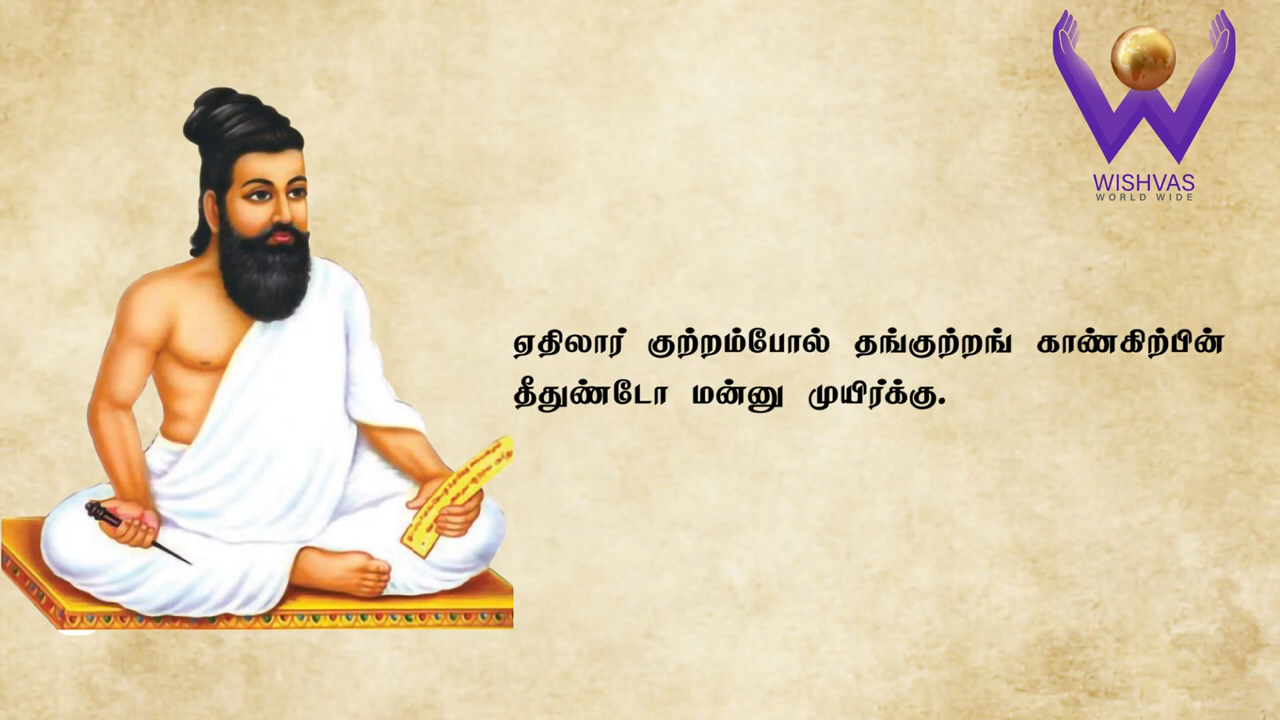 WISHVAS
WORLD WIDE
ஏதிலார் குற்றம்போல் தங்குற்றங் காண்கிற்பின்
தீதுண்டோ மன்னு முயிர்க்கு.